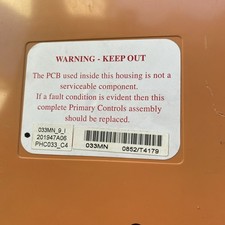 WARNING - KEEP OUT
The PCB used inside this housing is not a
serviceable component.
If a fault condition is evident then this
complete Primary Controls assembly
should be replaced.
033MN_9_I
201947A06
PHC033_C4
033MN 0852/T4179